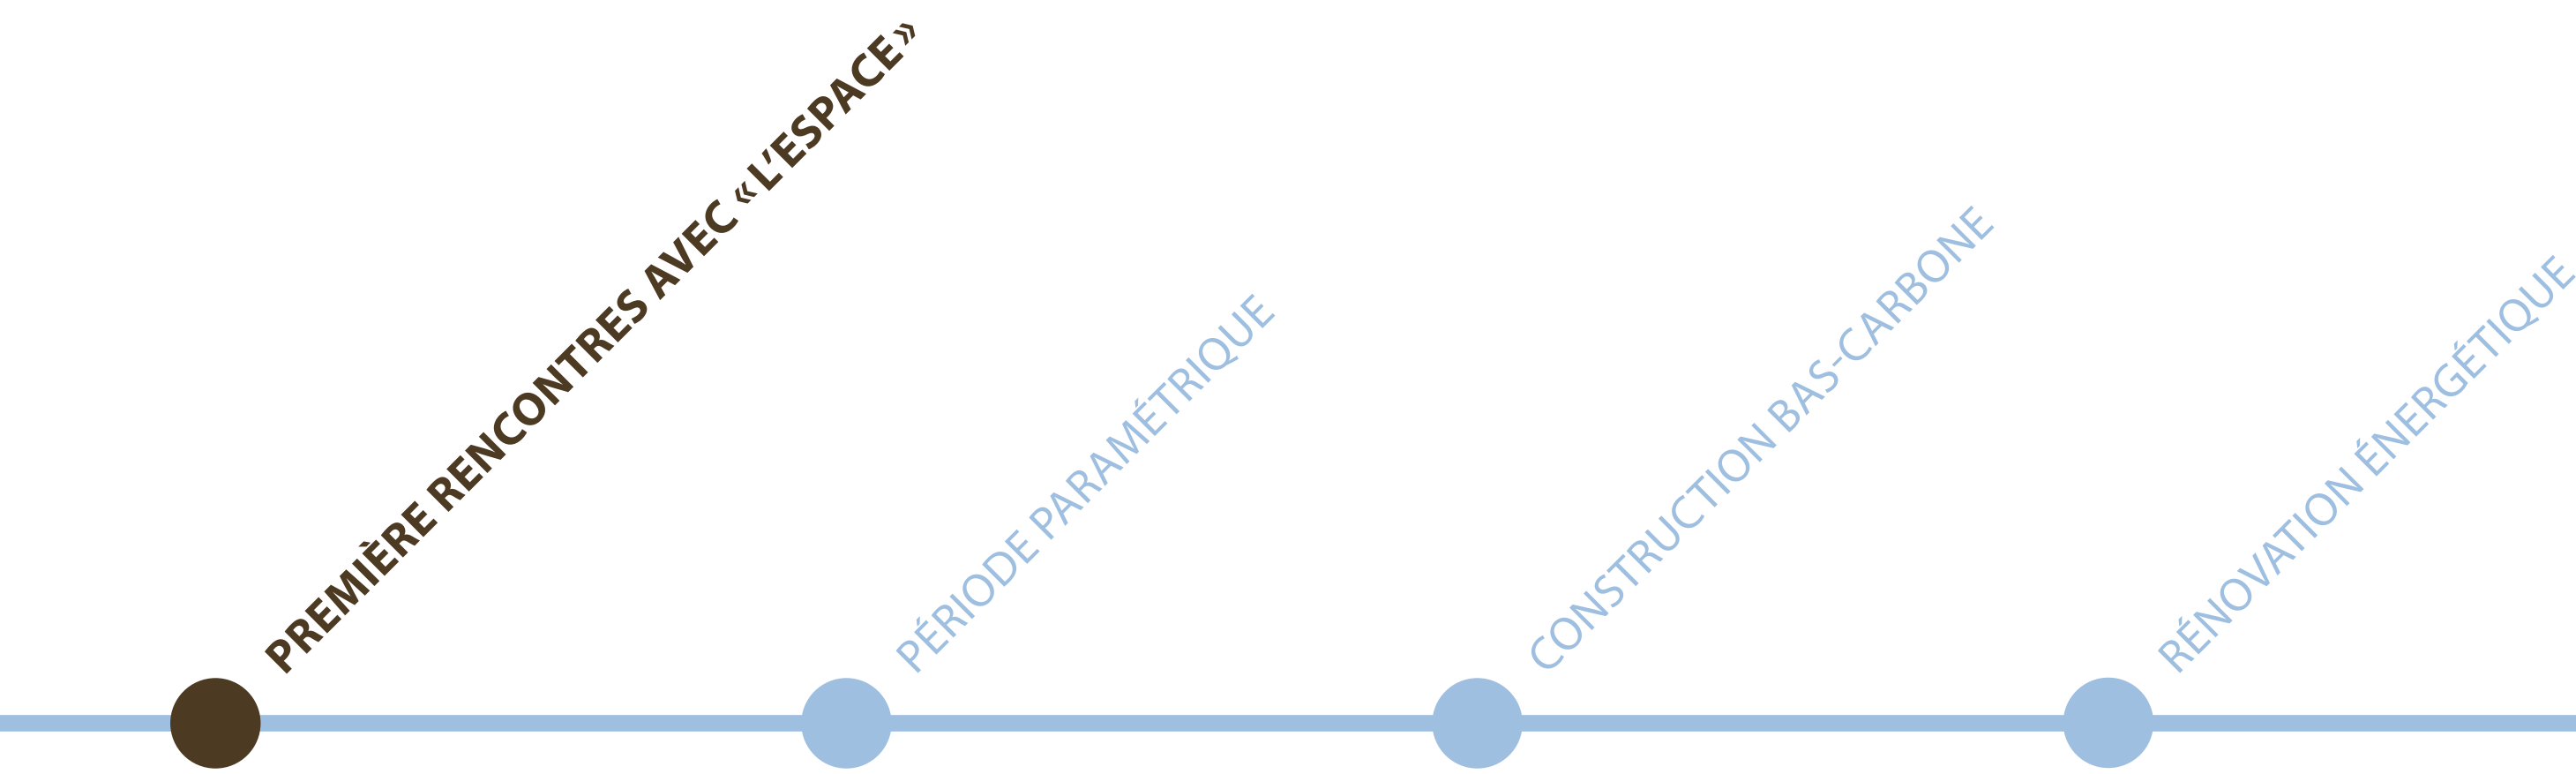 PREMIÈRE RENCONTRES AVEC «L’ESPACE»
PÉRIODE PARAMÉTRIQUE
CONSTRUCTION BAS-CARBONE
RÉNOVATION ÉNERGÉTIQUE